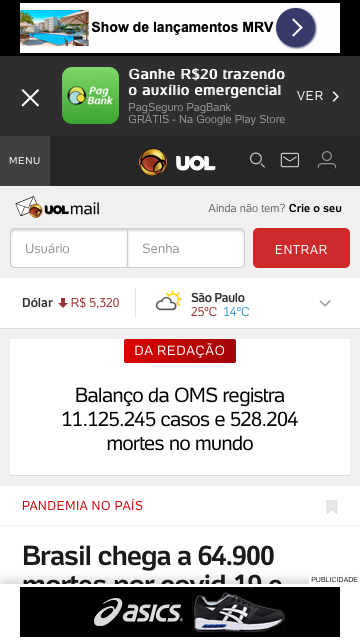 Show de lançamentos MRV
Pag
Bank
Ganhe R$20 trazendo
o auxílio emergencial
PagSeguro PagBank
GRÁTIS - Na Google Play Store
VER
MENU
UOL
UOL mail
Ainda não tem? Crie o seu
Usuário
Senha
ENTRAR
Dólar R$ 5,320
São Paulo
25ºC 14ºC
DA REDAÇÃO
Balanço da OMS registra
11.125.245 casos e 528.204
mortes no mundo
PANDEMIA NO PAÍS
Brasil chega a 64.900
mortes por covid-19 e
PUBLICIDADE
asics